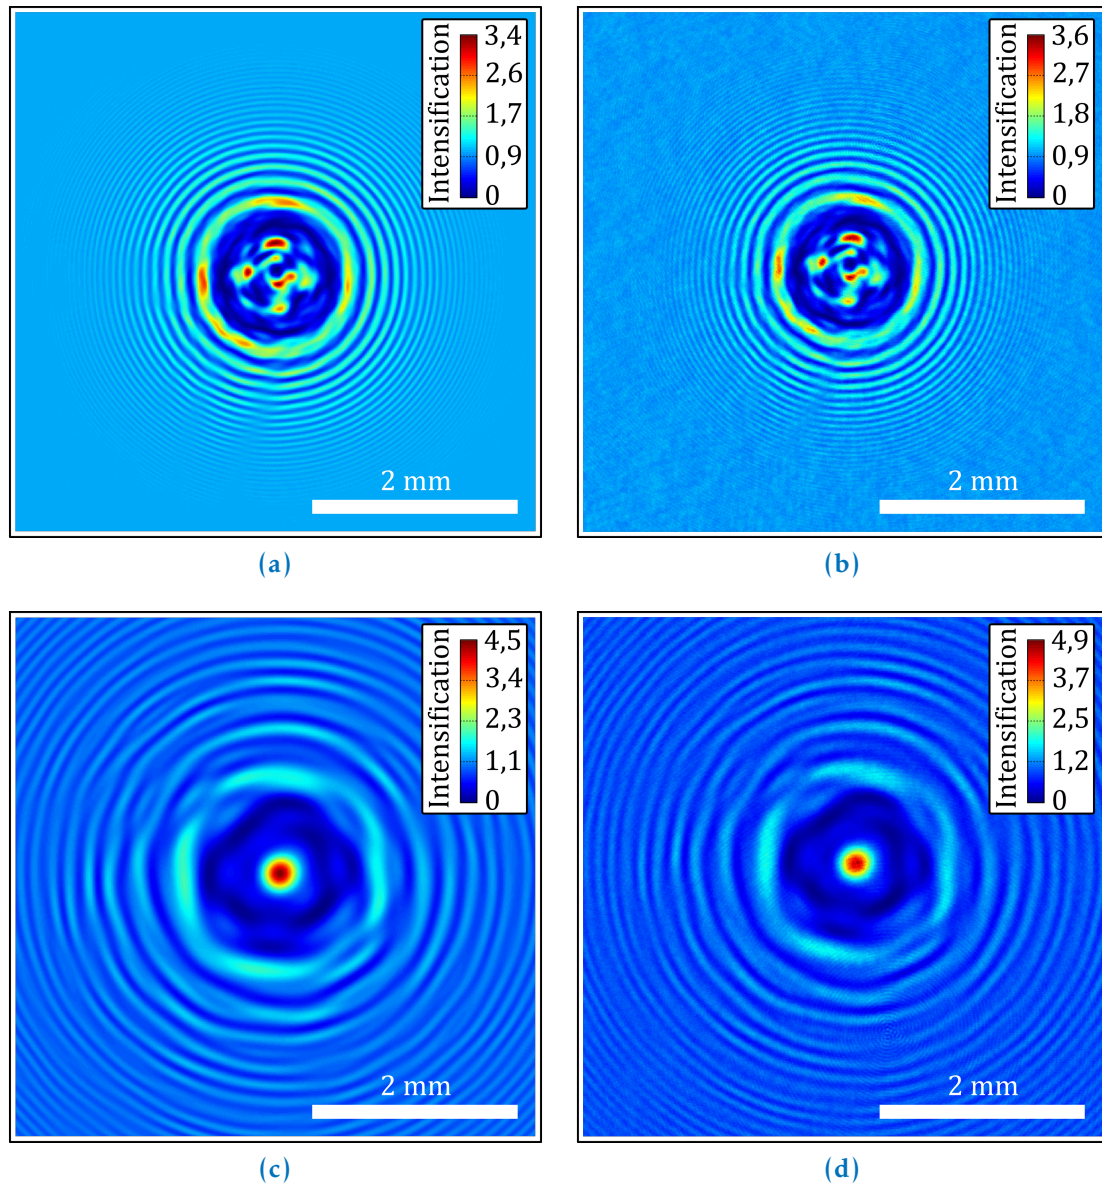 Intensification
3,4
2,6
1,7
0,9
0
2 mm
(a)
Intensification
3,6
2,7
1,8
0,9
0
2 mm
(b)
Intensification
4,5
3,4
2,3
1,1
0
2 mm
(c)
Intensification
4,9
3,7
2,5
1,2
0
2 mm
(d)